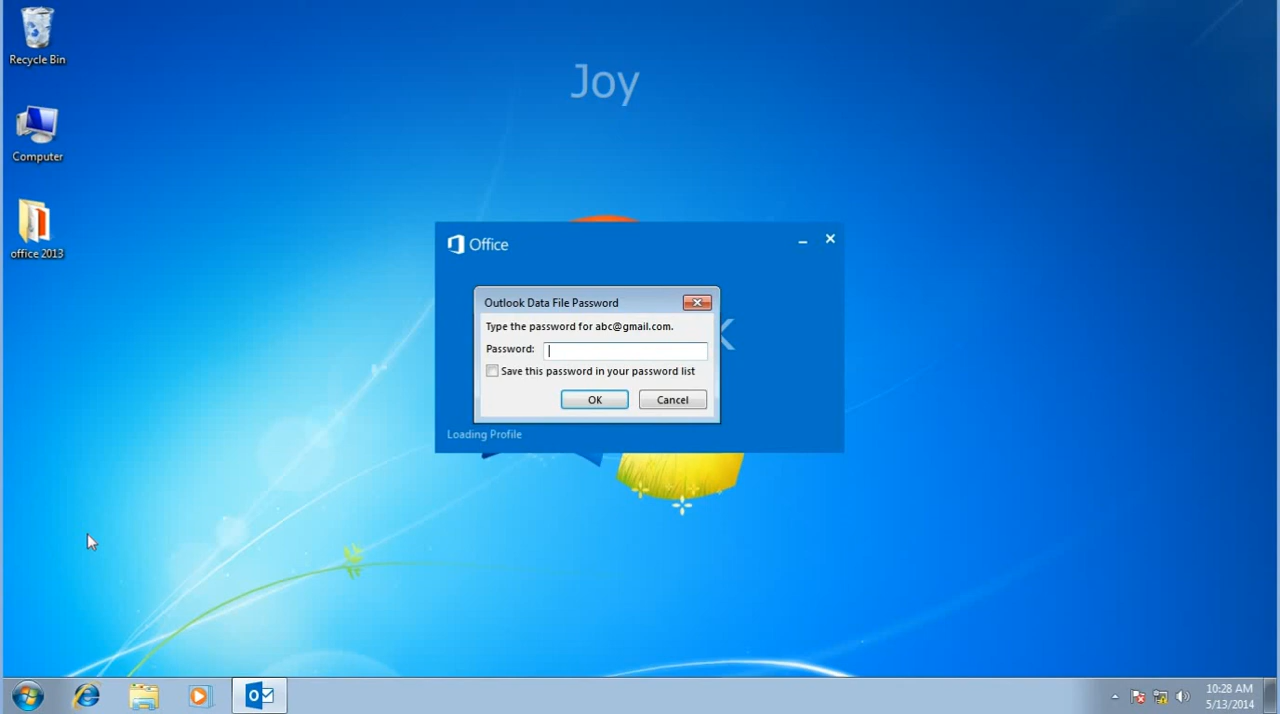 Recycle Bin
Joy
Computer
office 2013
Office
Outlook Data File Password
Type the password for abc@gmail.com.
Password:
Save this password in your password list
OK
Cancel
Loading Profile
10:28 AM
5/13/2014